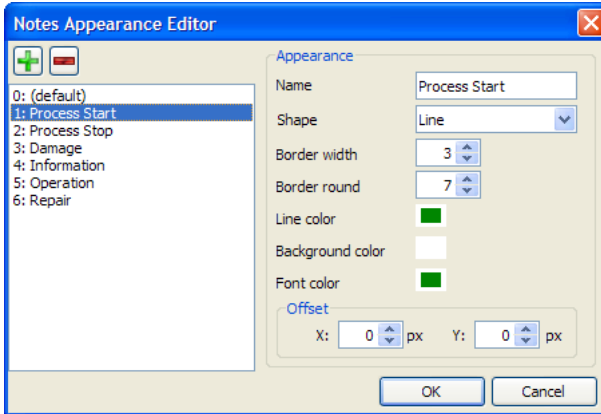 Notes Appearance Editor
0: (default)
1: Process Start
2: Process Stop
3: Damage
4: Information
5: Operation
6: Repair
Appearance
Name Process Start
Shape Line
Border width 3
Border round 7
Line color
Background color
Font color
Offset
X: 0 px Y: 0 px
OK Cancel